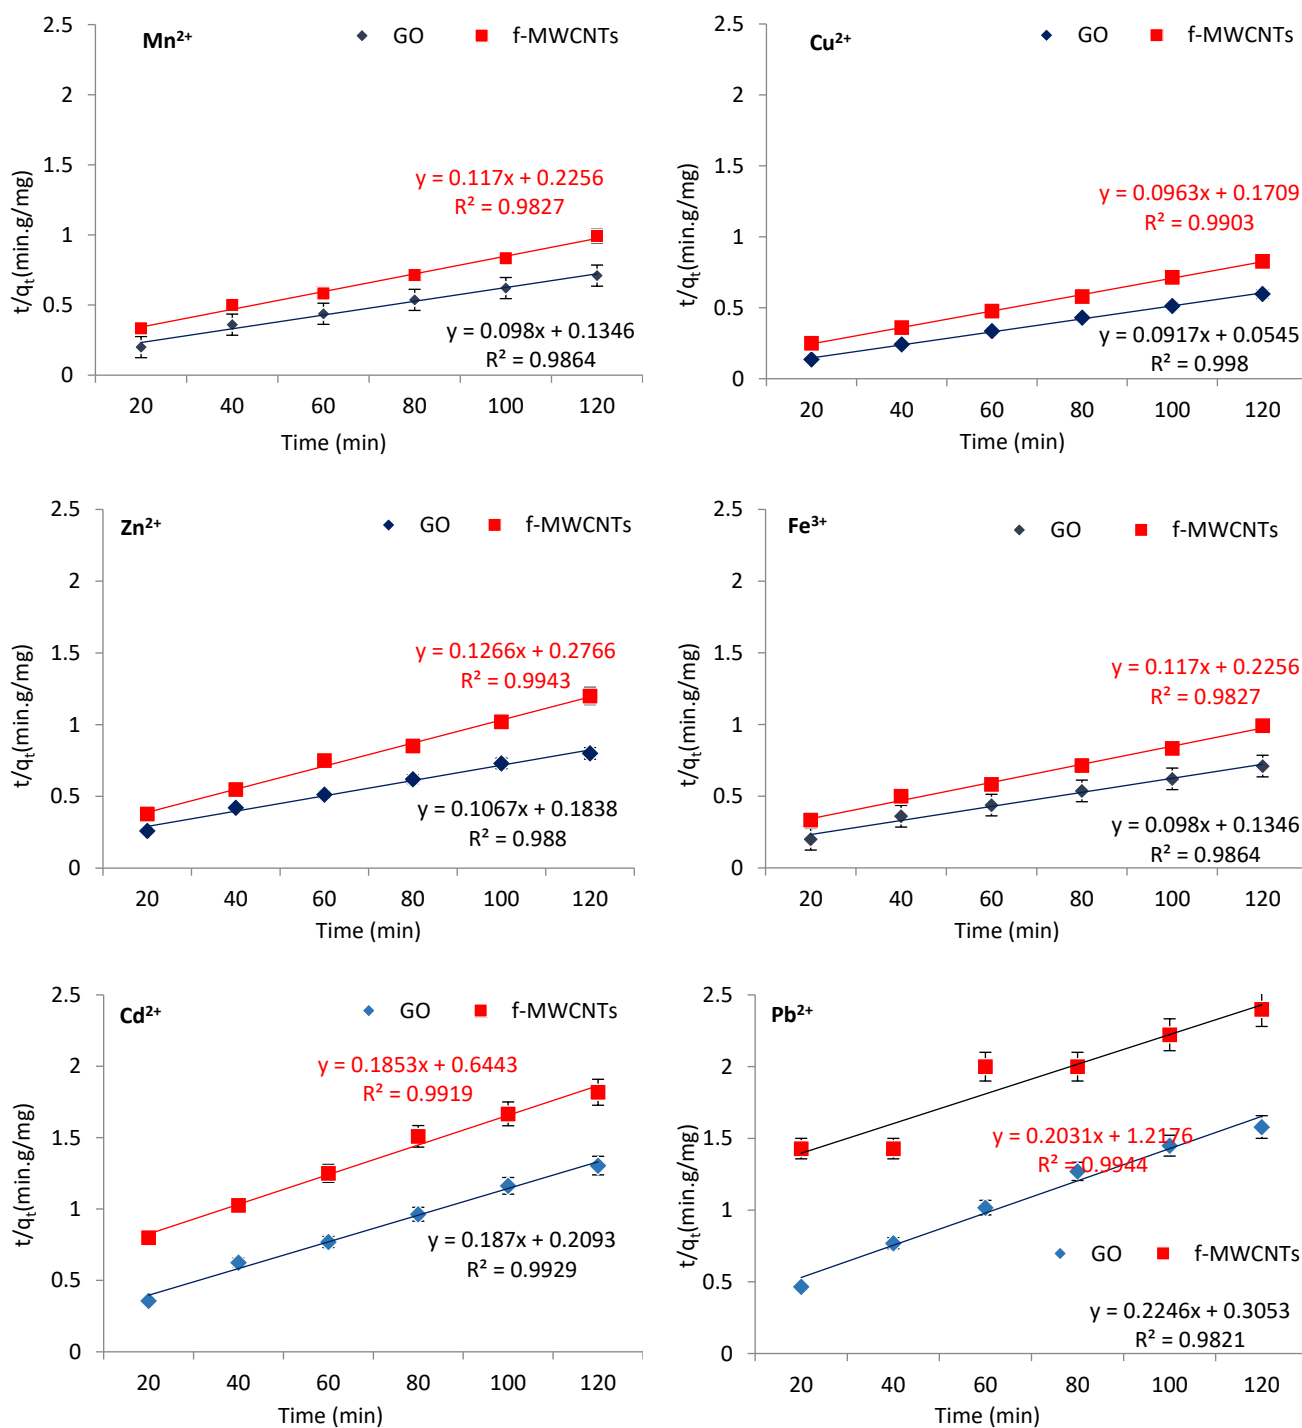 Mn²⁺
GO
f-MWCNTs
2.5
2
1.5
1
0.5
0
t/qₜ(min.g/mg)
y = 0.117x + 0.2256
R² = 0.9827
y = 0.098x + 0.1346
R² = 0.9864
20 40 60 80 100 120
Time (min)
Cu²⁺
GO
f-MWCNTs
2.5
2
1.5
1
0.5
0
t/qₜ(min.g/mg)
y = 0.0963x + 0.1709
R² = 0.9903
y = 0.0917x + 0.0545
R² = 0.998
20 40 60 80 100 120
Time (min)
Zn²⁺
GO
f-MWCNTs
2.5
2
1.5
1
0.5
0
t/qₜ(min.g/mg)
y = 0.1266x + 0.2766
R² = 0.9943
y = 0.1067x + 0.1838
R² = 0.988
20 40 60 80 100 120
Time (min)
Fe³⁺
GO
f-MWCNTs
2.5
2
1.5
1
0.5
0
t/qₜ(min.g/mg)
y = 0.117x + 0.2256
R² = 0.9827
y = 0.098x + 0.1346
R² = 0.9864
20 40 60 80 100 120
Time (min)
Cd²⁺
GO
f-MWCNTs
2.5
2
1.5
1
0.5
0
t/qₜ(min.g/mg)
y = 0.1853x + 0.6443
R² = 0.9919
y = 0.187x + 0.2093
R² = 0.9929
20 40 60 80 100 120
Time (min)
Pb²⁺
2.5
2
1.5
1
0.5
0
t/qₜ(min.g/mg)
y = 0.2031x + 1.2176
R² = 0.9944
GO
f-MWCNTs
y = 0.2246x + 0.3053
R² = 0.9821
20 40 60 80 100 120
Time (min)